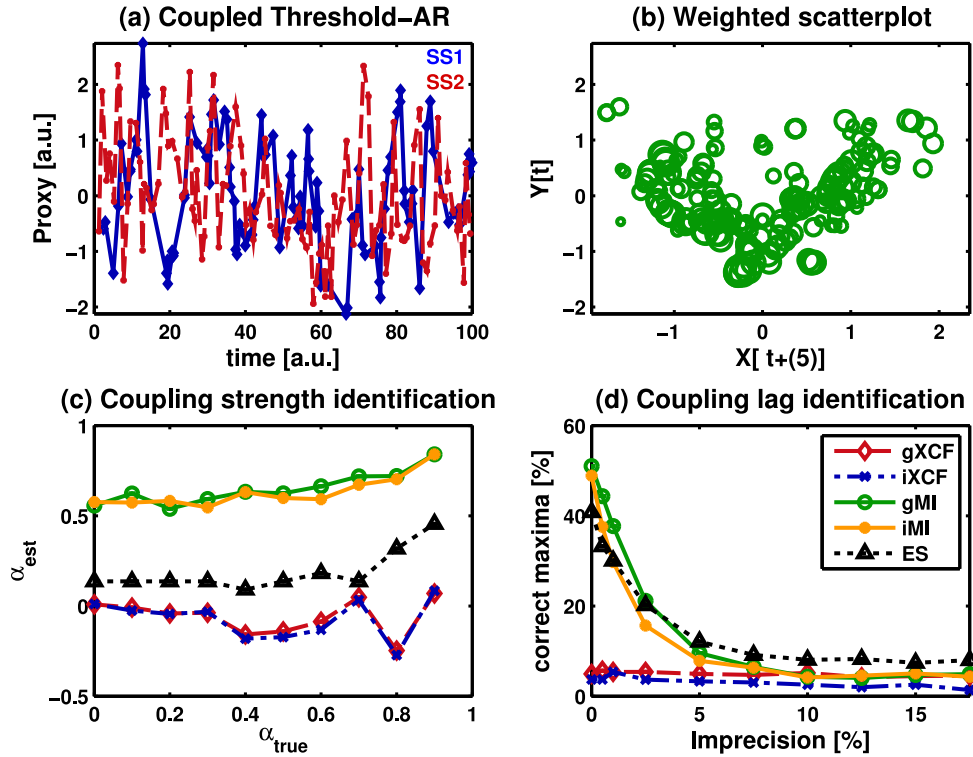 (a) Coupled Threshold–AR
SS1
SS2
Proxy [a.u.]
2
1
0
−1
−2
0 20 40 60 80 100
time [a.u.]
(b) Weighted scatterplot
Y[t]
2
1
0
−1
−2
−1 0 1 2
X[ t+(5)]
(c) Coupling strength identification
α_est
1
0.5
0
−0.5
0 0.2 0.4 0.6 0.8 1
α_true
(d) Coupling lag identification
correct maxima [%]
60
40
20
0
0 5 10 15
Imprecision [%]
gXCF
iXCF
gMI
iMI
ES